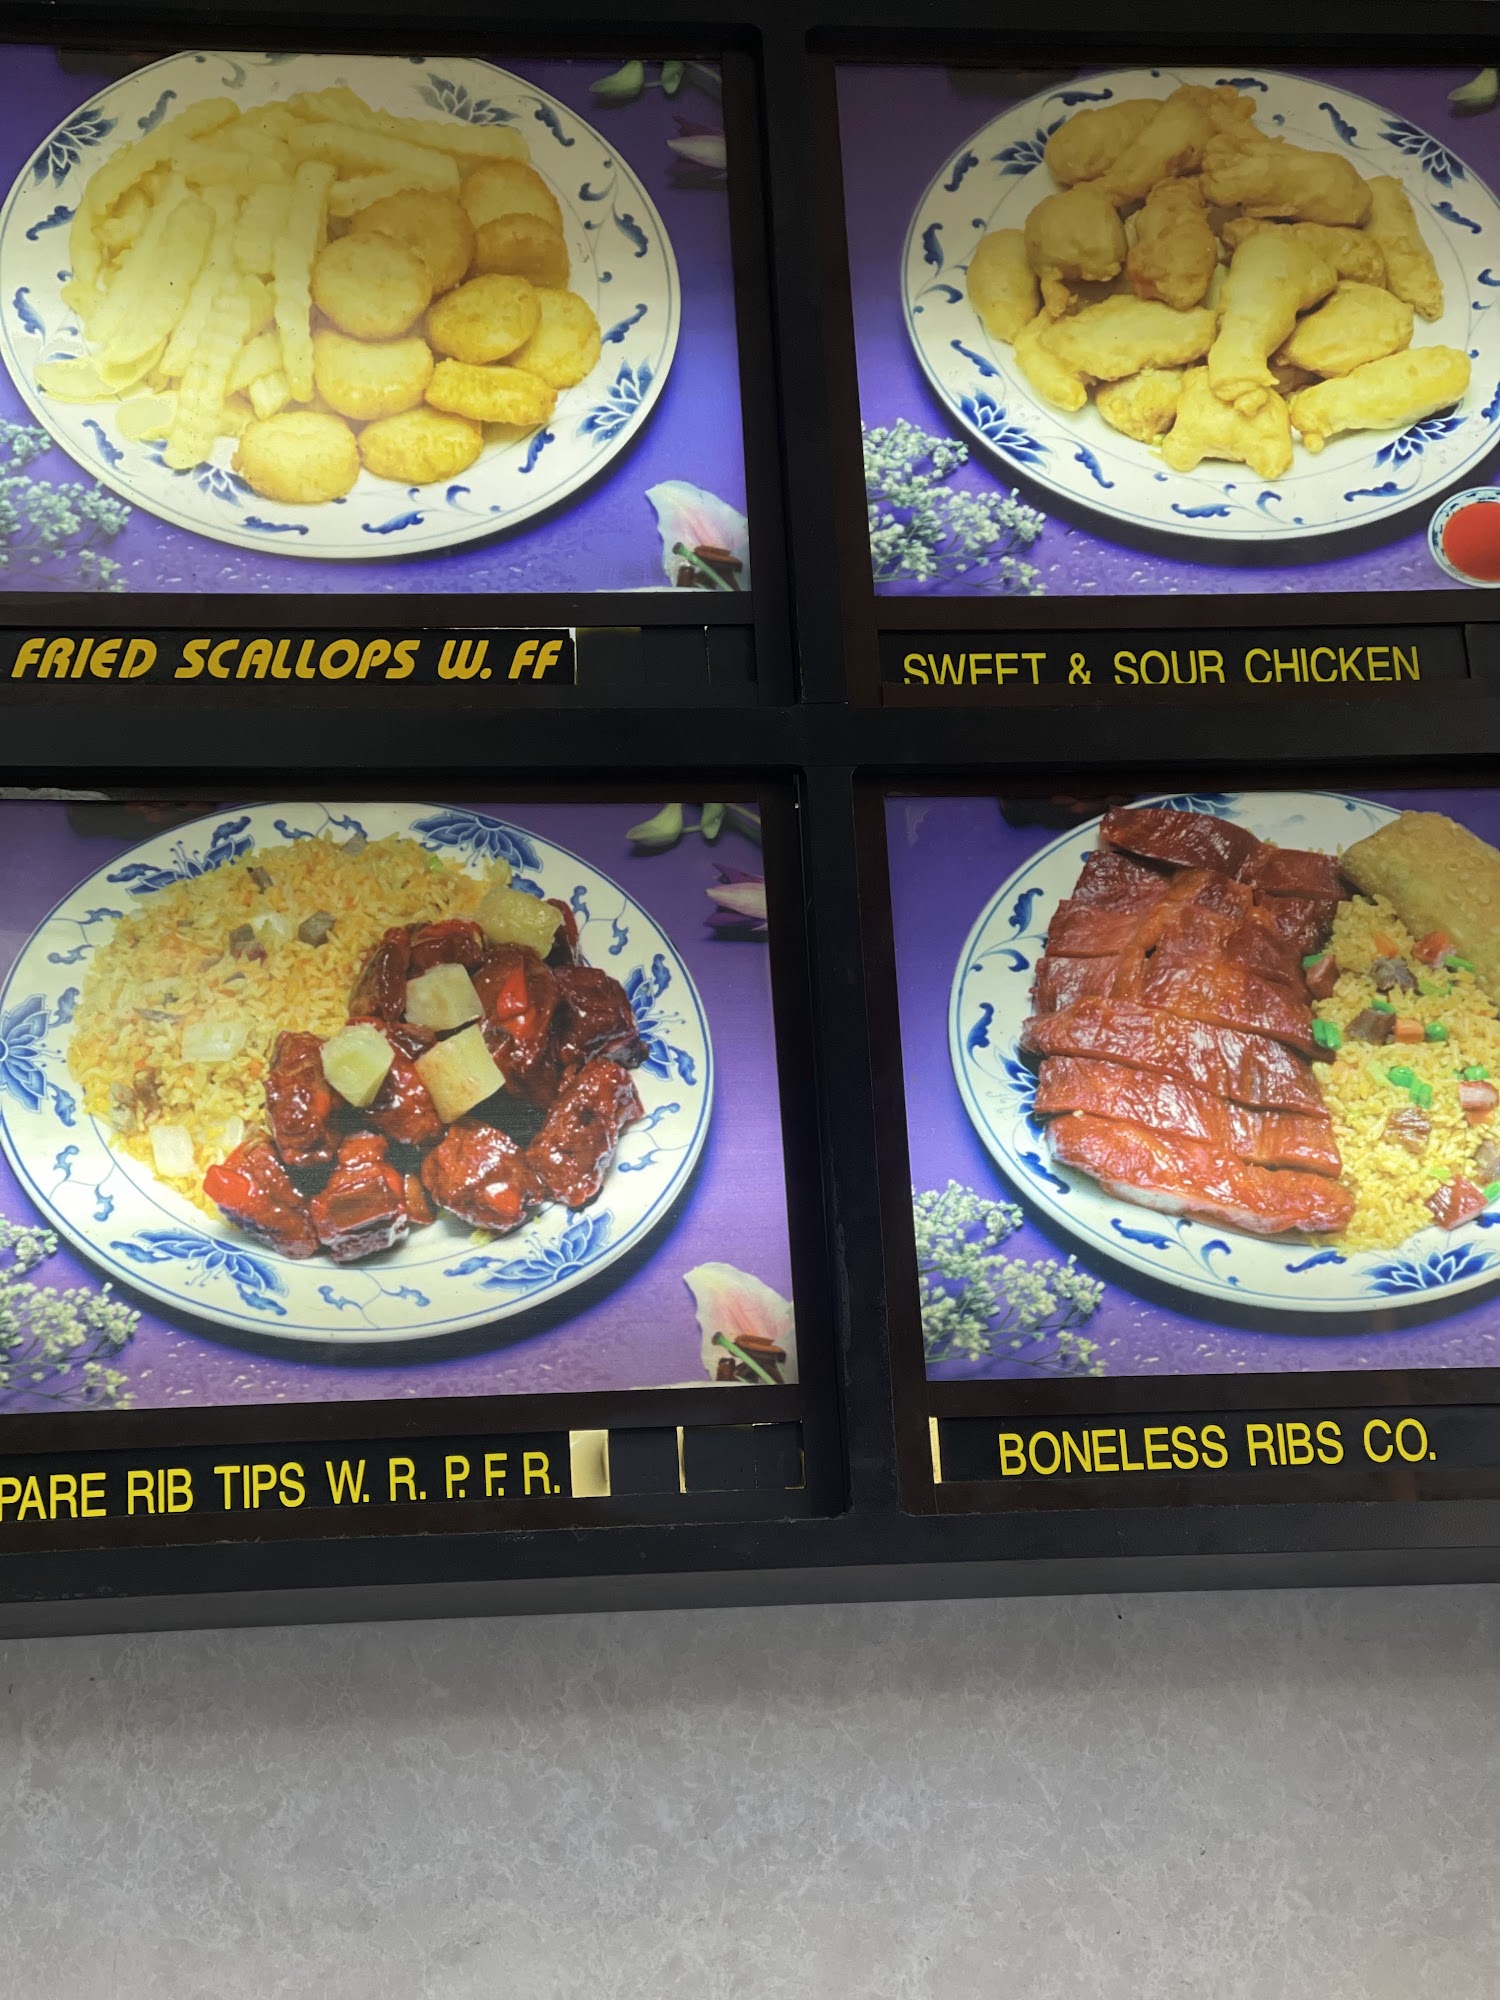 FRIED SCALLOPS W. FF
SWEET & SOUR CHICKEN
PARE RIB TIPS W. R. P. F. R.
BONELESS RIBS CO.